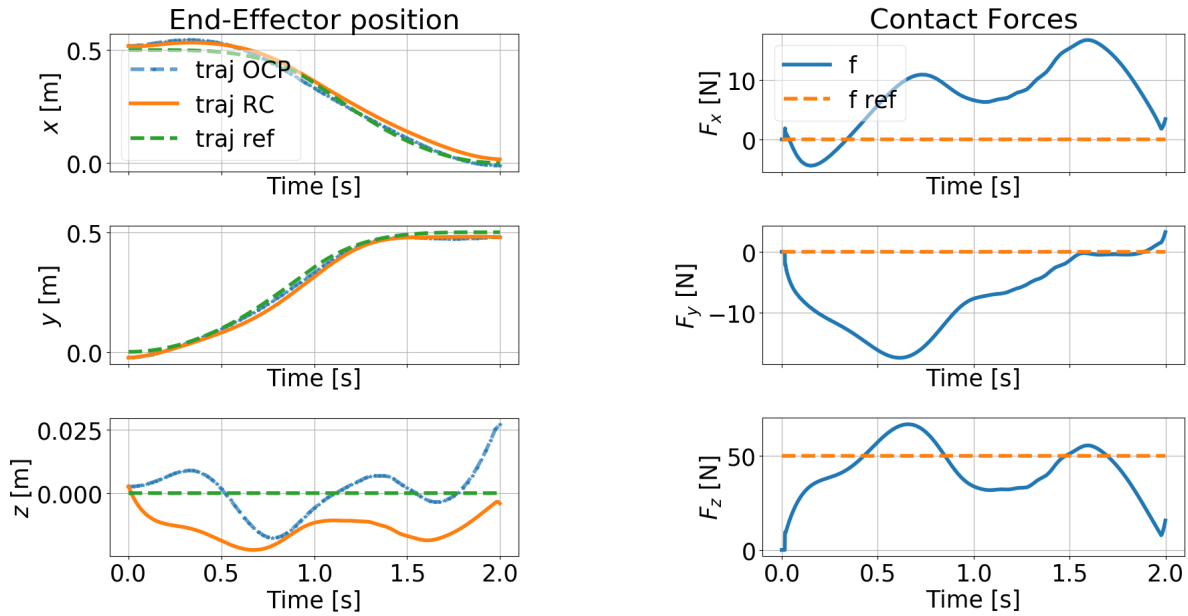 End-Effector position
0.5
0.0
x [m]
traj OCP
traj RC
traj ref
Time [s]
0.5
0.0
y [m]
Time [s]
0.025
0.000
z [m]
0.0 0.5 1.0 1.5 2.0
Time [s]
Contact Forces
10
0
F_x [N]
f
f ref
Time [s]
0
−10
F_y [N]
Time [s]
50
0
F_z [N]
0.0 0.5 1.0 1.5 2.0
Time [s]